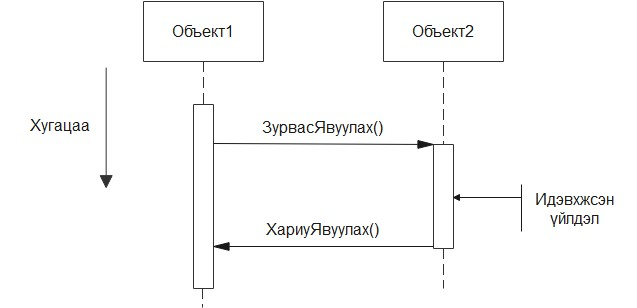 Объект1
Объект2
Хугацаа
ЗурвасЯвуулах()
Идэвхжсэн
үйлдэл
ХариуЯвуулах()